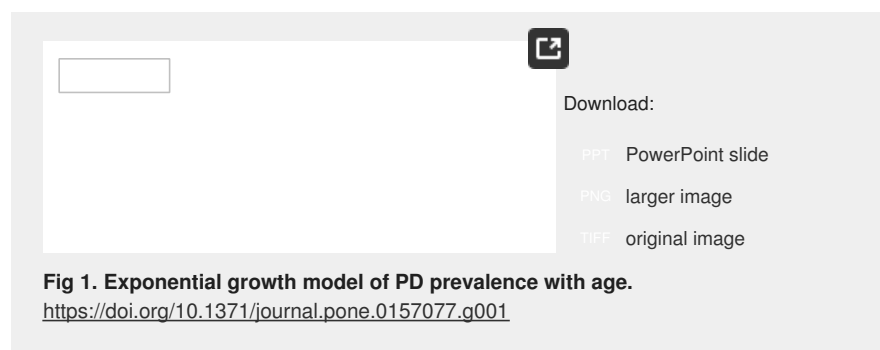 Download:
PPT PowerPoint slide
PNG larger image
TIFF original image
Fig 1. Exponential growth model of PD prevalence with age.
https://doi.org/10.1371/journal.pone.0157077.g001